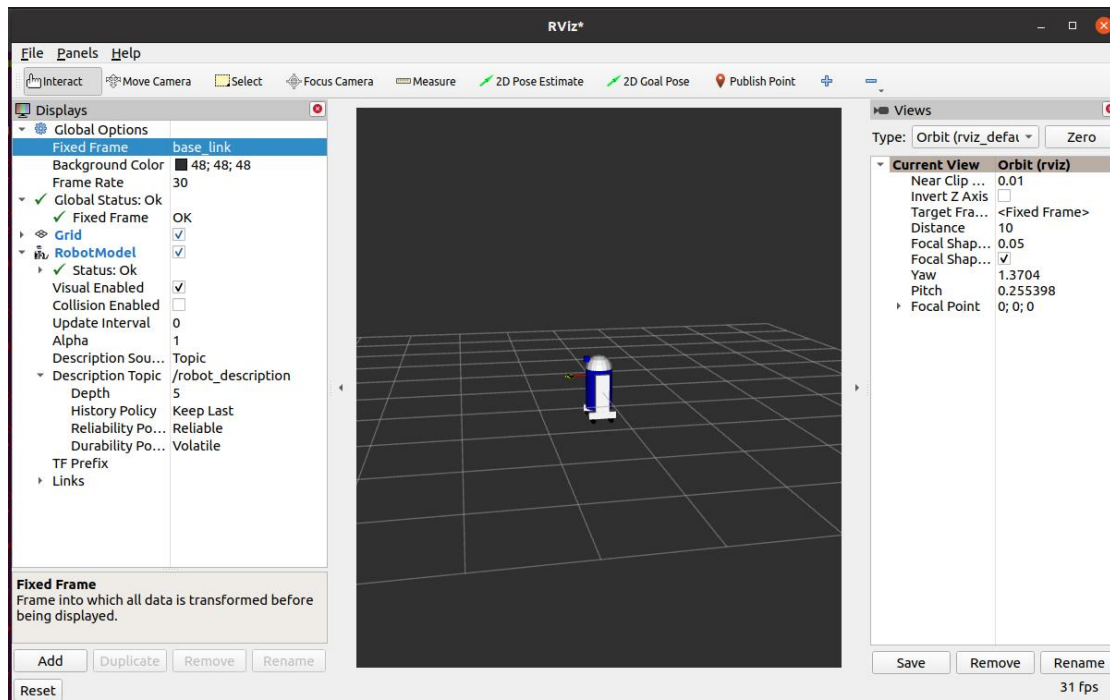 RViz*
File Panels Help
Interact Move Camera Select Focus Camera Measure 2D Pose Estimate 2D Goal Pose Publish Point
Displays
Global Options
Fixed Frame base_link
Background Color 48; 48; 48
Frame Rate 30
Global Status: Ok
Fixed Frame OK
Grid
RobotModel
Status: Ok
Visual Enabled
Collision Enabled
Update Interval 0
Alpha 1
Description Sou... Topic
Description Topic /robot_description
Depth 5
History Policy Keep Last
Reliability Po... Reliable
Durability Po... Volatile
TF Prefix
Links
Fixed Frame
Frame into which all data is transformed before
being displayed.
Add Duplicate Remove Rename
Reset
Views
Type: Orbit (rviz_defau Zero
Current View Orbit (rviz)
Near Clip ... 0.01
Invert Z Axis
Target Fra... <Fixed Frame>
Distance 10
Focal Shap... 0.05
Focal Shap...
Yaw 1.3704
Pitch 0.255398
Focal Point 0; 0; 0
Save Remove Rename
31 fps